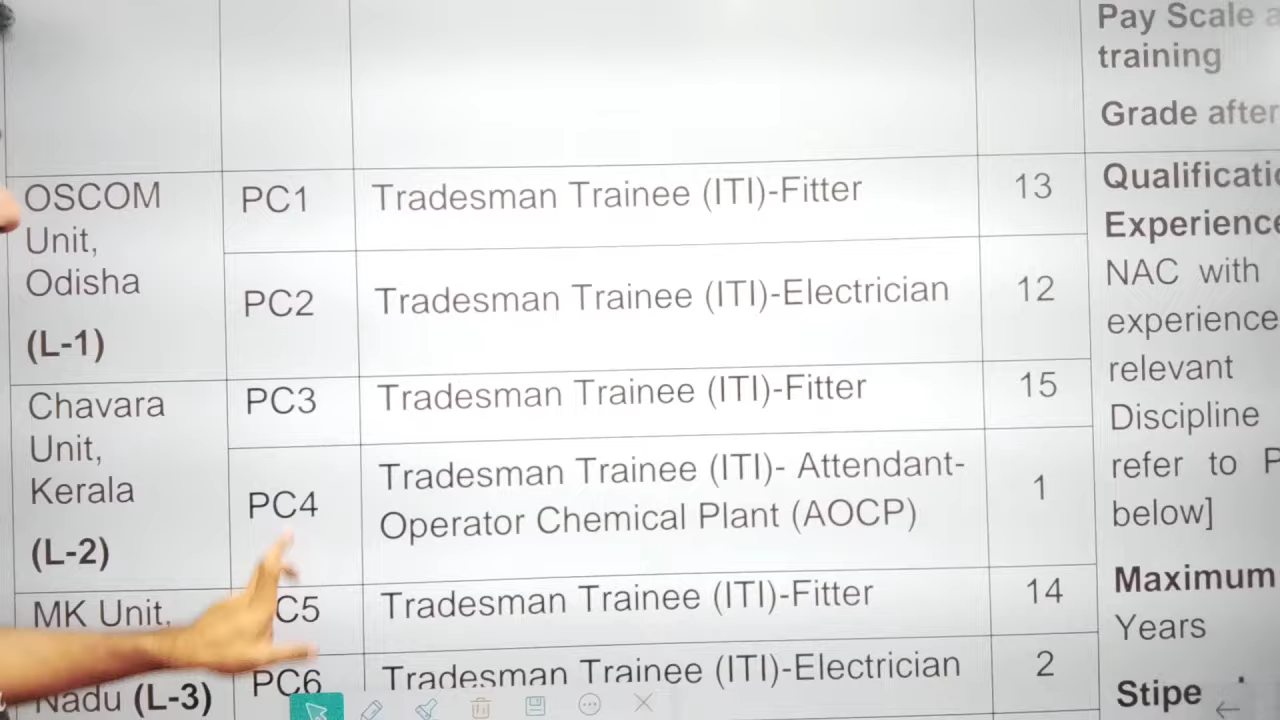 Pay Scale
training
Grade after
OSCOM
Unit,
Odisha
(L-1)
PC1
Tradesman Trainee (ITI)-Fitter
13
PC2
Tradesman Trainee (ITI)-Electrician
12
Chavara
Unit,
Kerala
(L-2)
PC3
Tradesman Trainee (ITI)-Fitter
15
PC4
Tradesman Trainee (ITI)- Attendant-
Operator Chemical Plant (AOCP)
1
MK Unit,
Nadu (L-3)
C5
Tradesman Trainee (ITI)-Fitter
14
PC6
Tradesman Trainee (ITI)-Electrician
2
Qualificatio
Experience
NAC with
experience
relevant
Discipline
refer to P
below]
Maximum
Years
Stipe